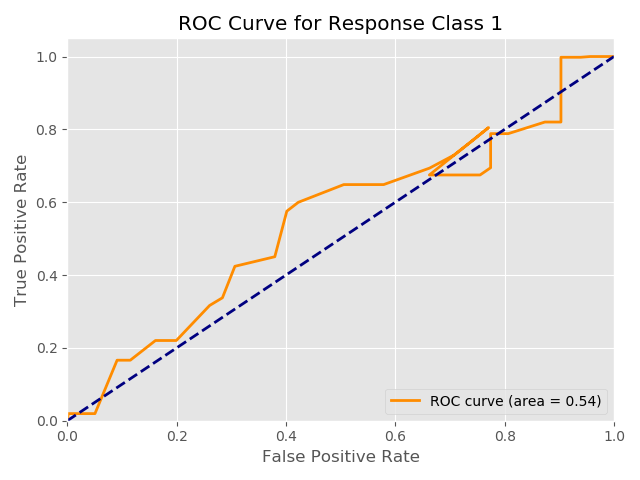 ROC Curve for Response Class 1
True Positive Rate
1.0
0.8
0.6
0.4
0.2
0.0
0.0 0.2 0.4 0.6 0.8 1.0
False Positive Rate
ROC curve (area = 0.54)